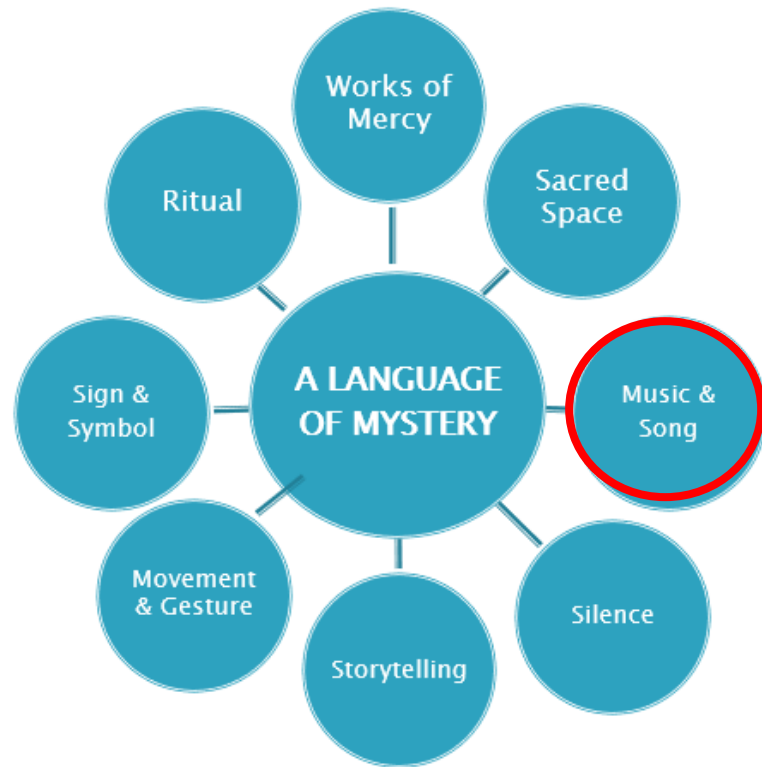 Works of
Mercy
Sacred
Space
Music &
Song
Silence
Storytelling
Movement
& Gesture
Sign &
Symbol
Ritual
A LANGUAGE
OF MYSTERY